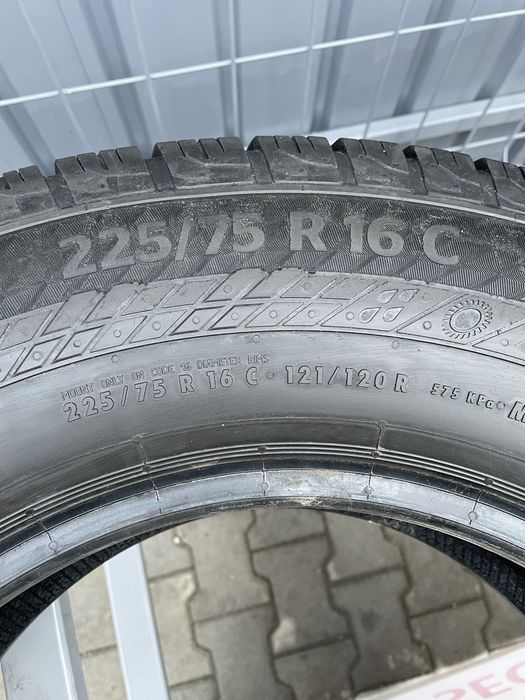 225/75 R 16 C
MOUNT ONLY ON CODE 16 DIAMETER RIMS
225/75 R 16 C · 121/120 R 575 KPa ·